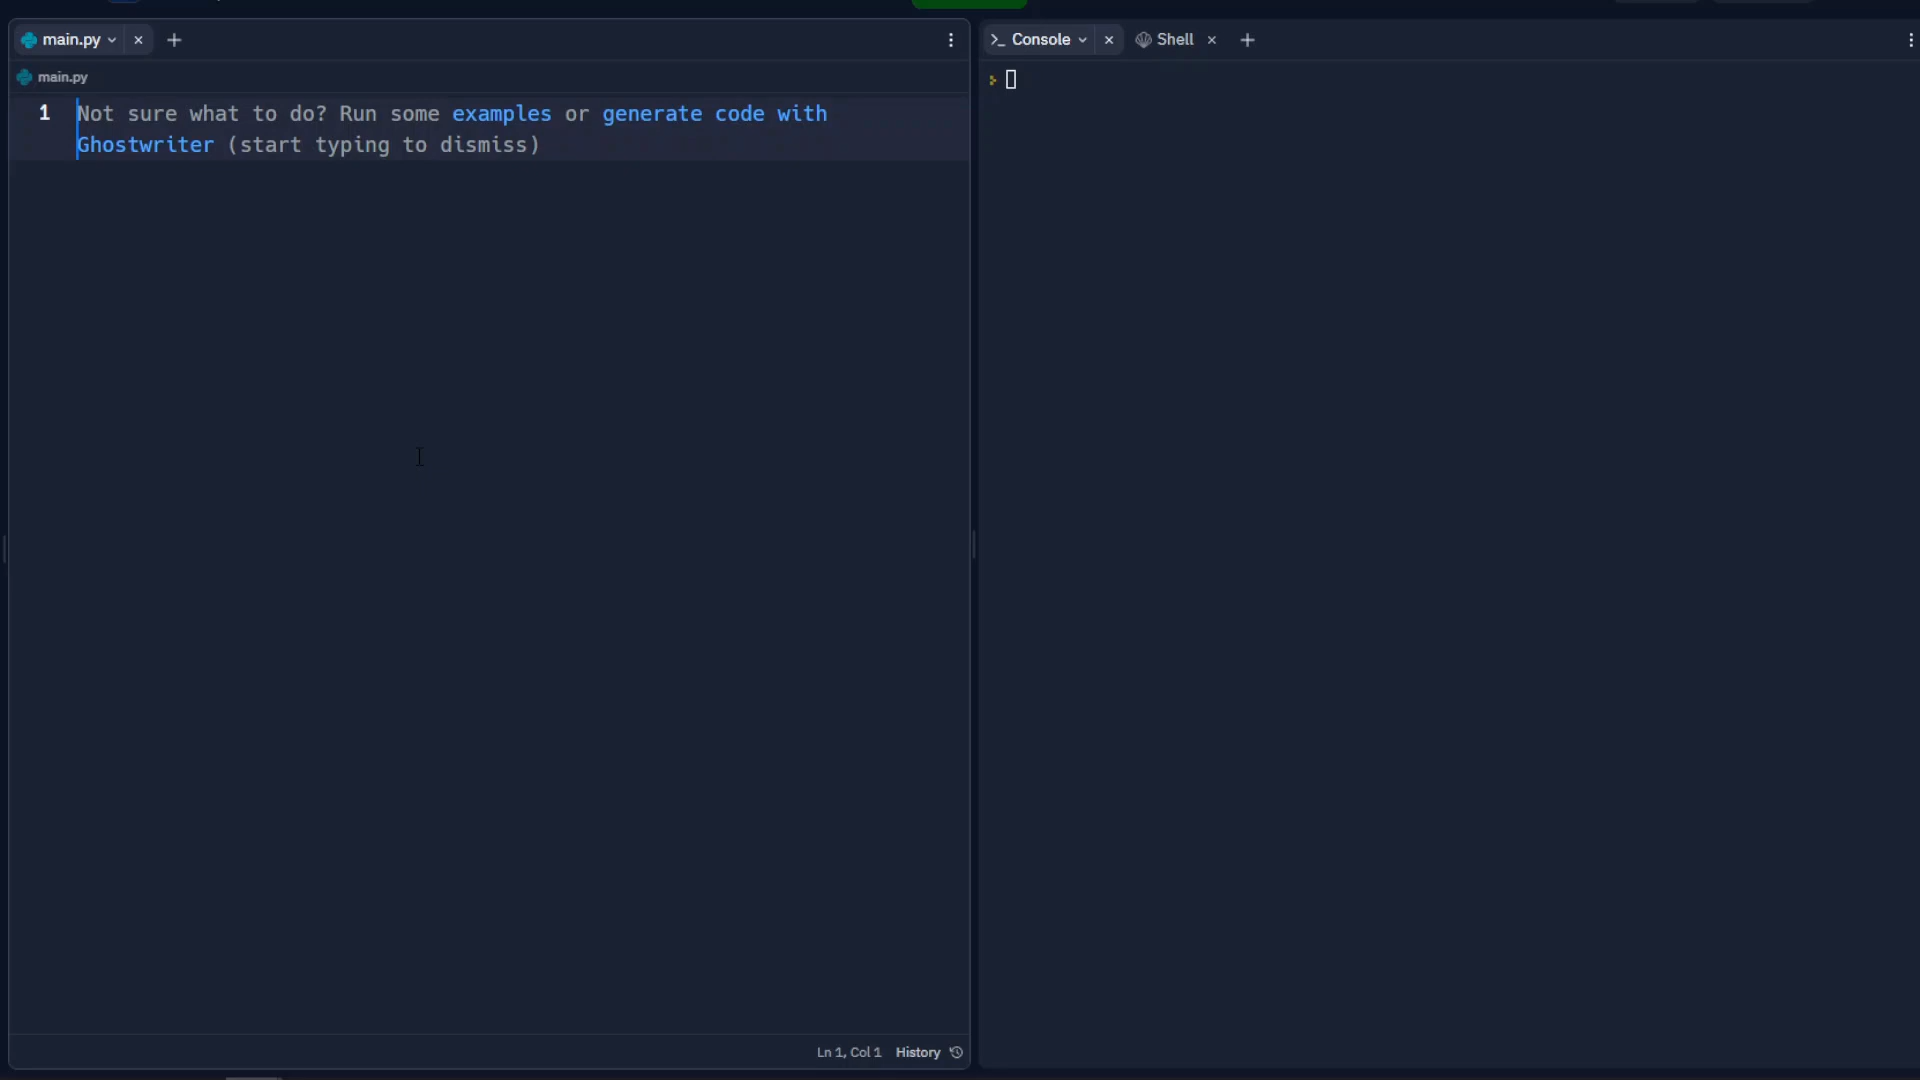 main.py
Console
Shell
main.py
1
Not sure what to do? Run some examples or generate code with
Ghostwriter (start typing to dismiss)
Ln 1, Col 1 History